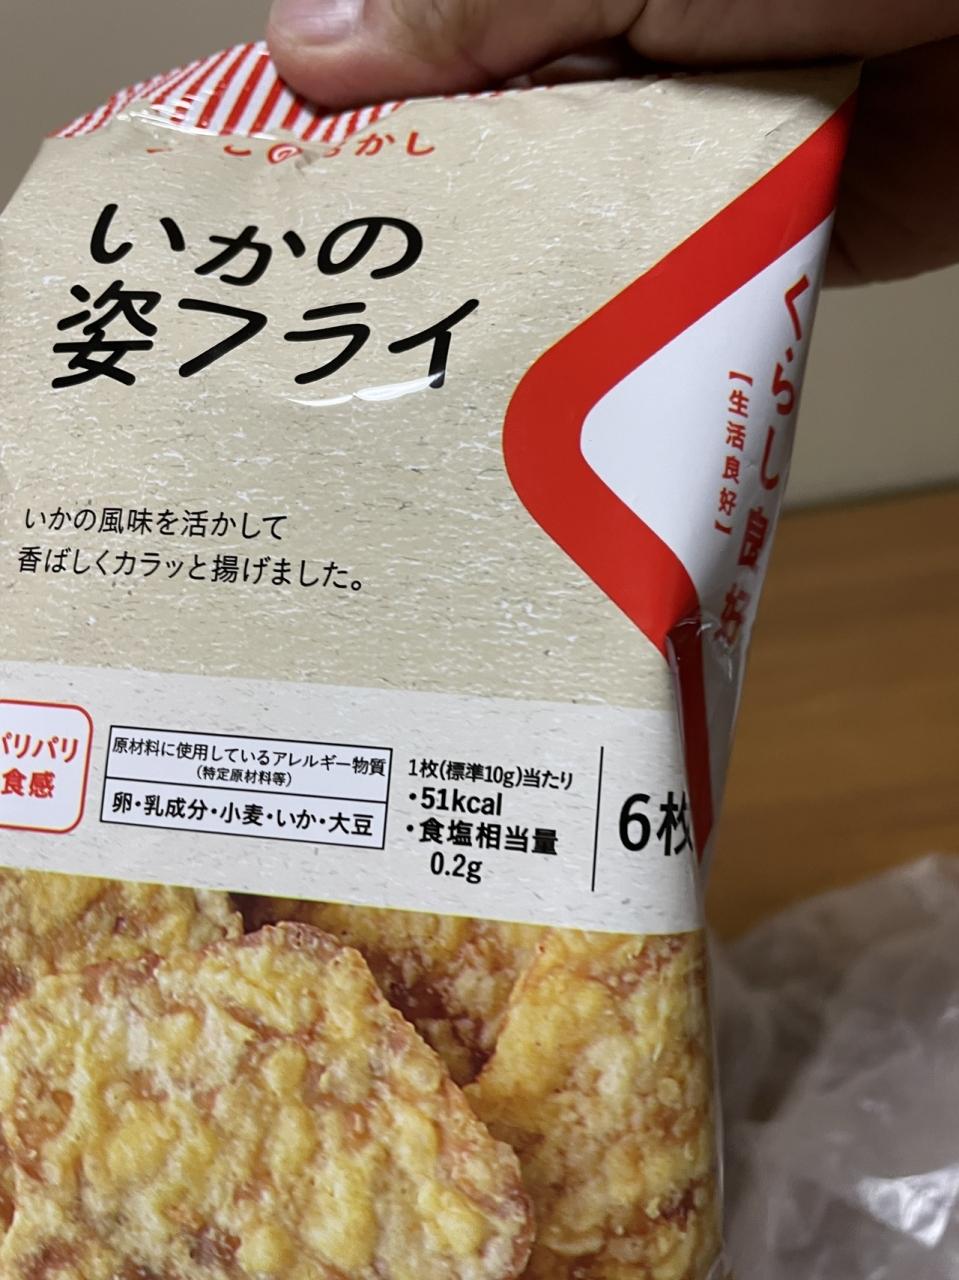 かし
いかの
姿フライ
くらし良好
【生活良好】
いかの風味を活かして
香ばしくカラッと揚げました。
パリパリ
食感
原材料に使用しているアレルギー物質
(特定原材料等)
卵・乳成分・小麦・いか・大豆
1枚(標準10g)当たり
・51kcal
・食塩相当量
0.2g
6枚